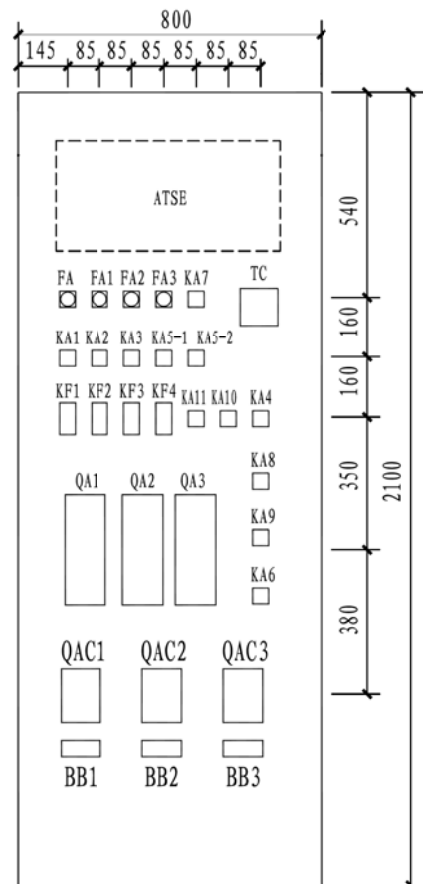 800
145 85 85 85 85 85 85
ATSE
540
FA FA1 FA2 FA3 KA7 TC
160
KA1 KA2 KA3 KA5-1 KA5-2
160
KF1 KF2 KF3 KF4 KA11 KA10 KA4
350
2100
QA1 QA2 QA3 KA8
KA9
KA6
380
QAC1 QAC2 QAC3
BB1 BB2 BB3